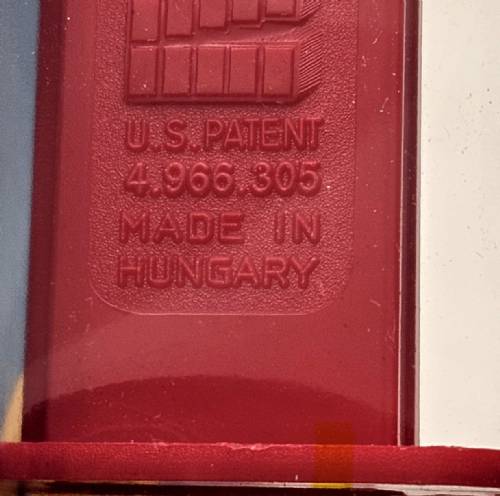 U.S. PATENT
4.966.305
MADE IN
HUNGARY